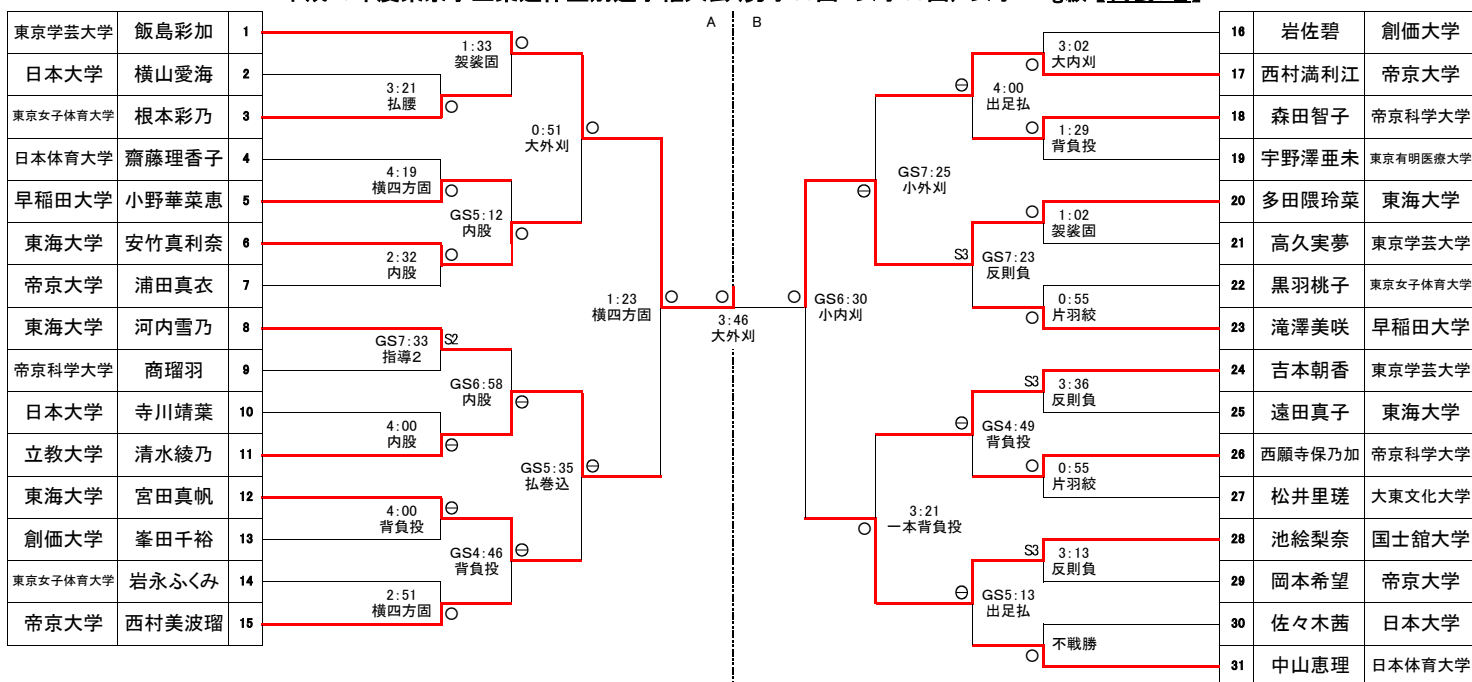 A B
東京学芸大学 飯島彩加 1
日本大学 横山愛海 2
東京女子体育大学 根本彩乃 3
日本体育大学 齋藤理香子 4
早稲田大学 小野華菜恵 5
東海大学 安竹真利奈 6
帝京大学 浦田真衣 7
東海大学 河内雪乃 8
帝京科学大学 商瑠羽 9
日本大学 寺川靖葉 10
立教大学 清水綾乃 11
東海大学 宮田真帆 12
創価大学 峯田千裕 13
東京女子体育大学 岩永ふくみ 14
帝京大学 西村美波瑠 15
3:21
払腰
4:19
横四方固
2:32
内股
GS7:33 S2
指導2
4:00
内股
4:00
背負投
2:51
横四方固
1:33
袈裟固
GS5:12
内股
GS6:58
内股
GS4:46
背負投
0:51
大外刈
GS5:35
払巻込
1:23
横四方固
3:46
大外刈
GS6:30
小内刈
GS7:25
小外刈
3:21
一本背負投
4:00
出足払
S3 GS7:23
反則負
GS4:49
背負投
GS5:13
出足払
3:02
大内刈
1:29
背負投
1:02
袈裟固
0:55
片羽絞
S3 3:36
反則負
0:55
片羽絞
S3 3:13
反則負
不戦勝
16 岩佐碧 創価大学
17 西村満利江 帝京大学
18 森田智子 帝京科学大学
19 宇野澤亜未 東京有明医療大学
20 多田隈玲菜 東海大学
21 高久実夢 東京学芸大学
22 黒羽桃子 東京女子体育大学
23 滝澤美咲 早稲田大学
24 吉本朝香 東京学芸大学
25 遠田真子 東海大学
26 西願寺保乃加 帝京科学大学
27 松井里瑳 大東文化大学
28 池絵梨奈 国士舘大学
29 岡本希望 帝京大学
30 佐々木茜 日本大学
31 中山恵理 日本体育大学